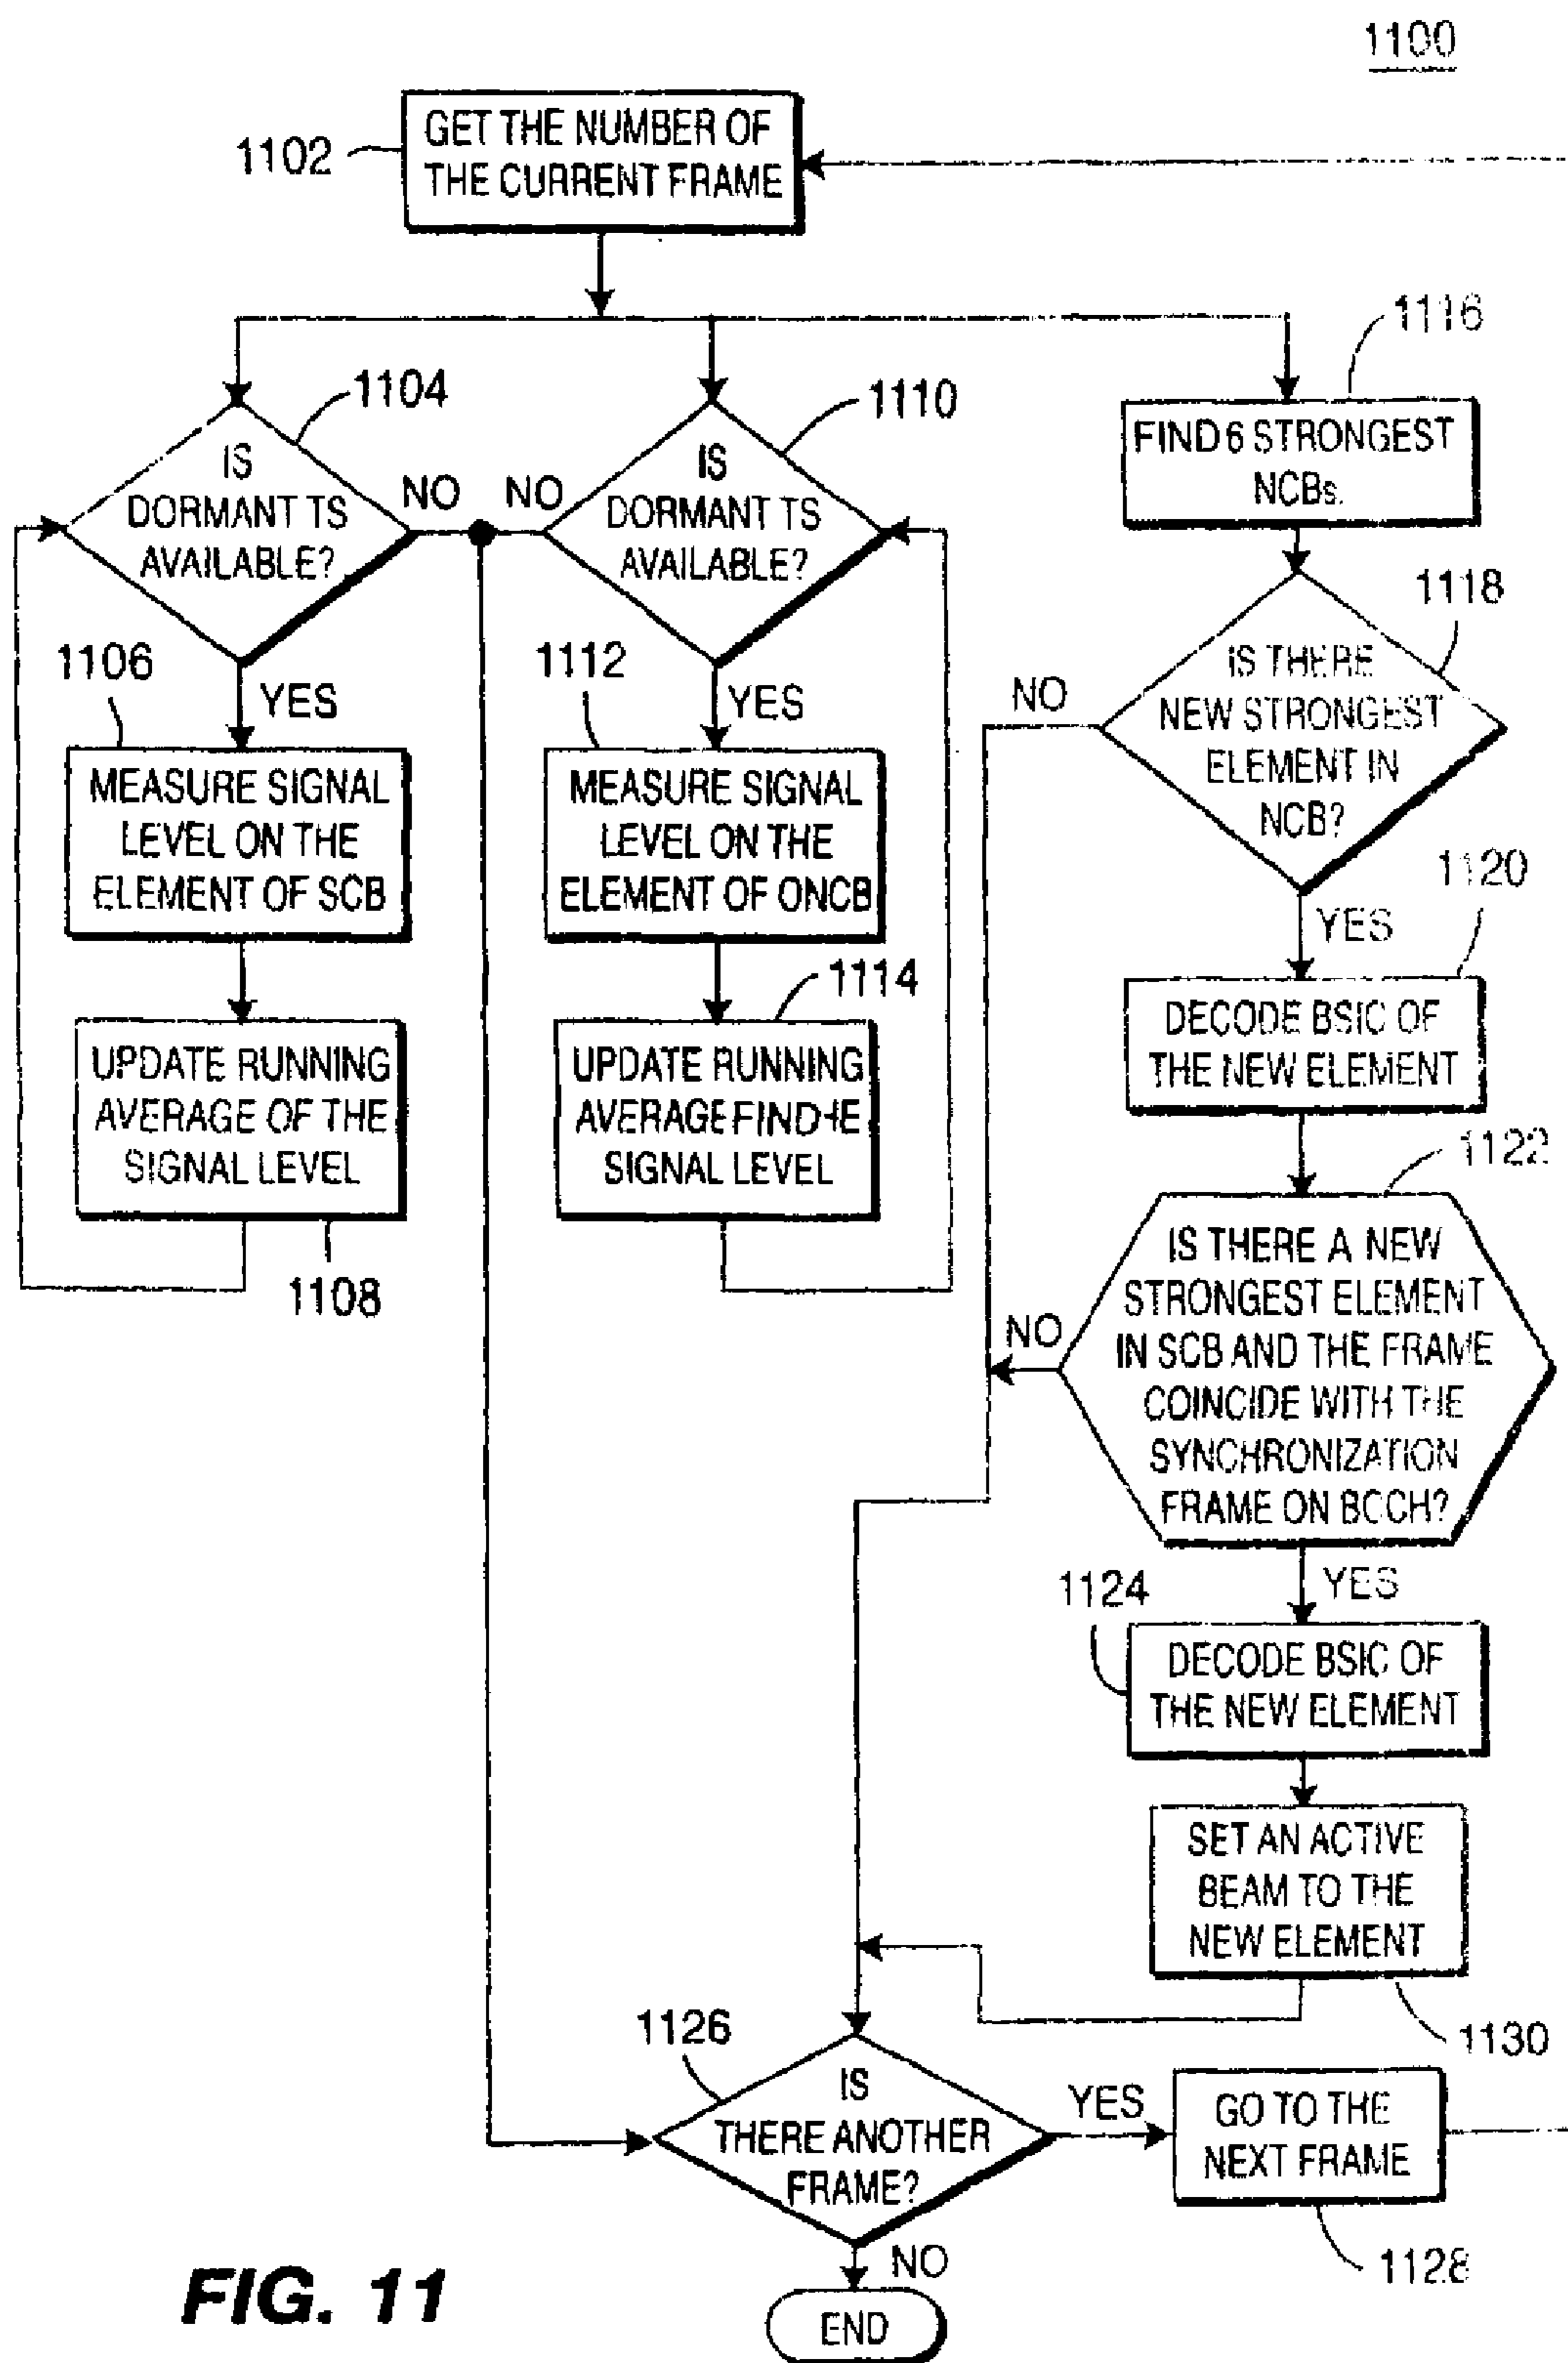 1100
GET THE NUMBER OF
THE CURRENT FRAME
1102
1104
IS
DORMANT TS
AVAILABLE?
NO
YES
1106
MEASURE SIGNAL
LEVEL ON THE
ELEMENT OF SCB
UPDATE RUNNING
AVERAGE OF THE
SIGNAL LEVEL
1108
1110
IS
DORMANT TS
AVAILABLE?
NO
YES
1112
MEASURE SIGNAL
LEVEL ON THE
ELEMENT OF ONCB
1114
UPDATE RUNNING
AVERAGE FINDHE
SIGNAL LEVEL
1116
FIND 6 STRONGEST
NCBs.
1118
IS THERE
NEW STRONGEST
ELEMENT IN
NCB?
NO
YES
1120
DECODE BSIC OF
THE NEW ELEMENT
1122
IS THERE A NEW
STRONGEST ELEMENT
IN SCB AND THE FRAME
COINCIDE WITH THE
SYNCHRONIZATION
FRAME ON BCCH?
NO
YES
1124
DECODE BSIC OF
THE NEW ELEMENT
SET AN ACTIVE
BEAM TO THE
NEW ELEMENT
1130
1126
IS
THERE ANOTHER
FRAME?
YES
GO TO THE
NEXT FRAME
1128
NO
END
FIG. 11